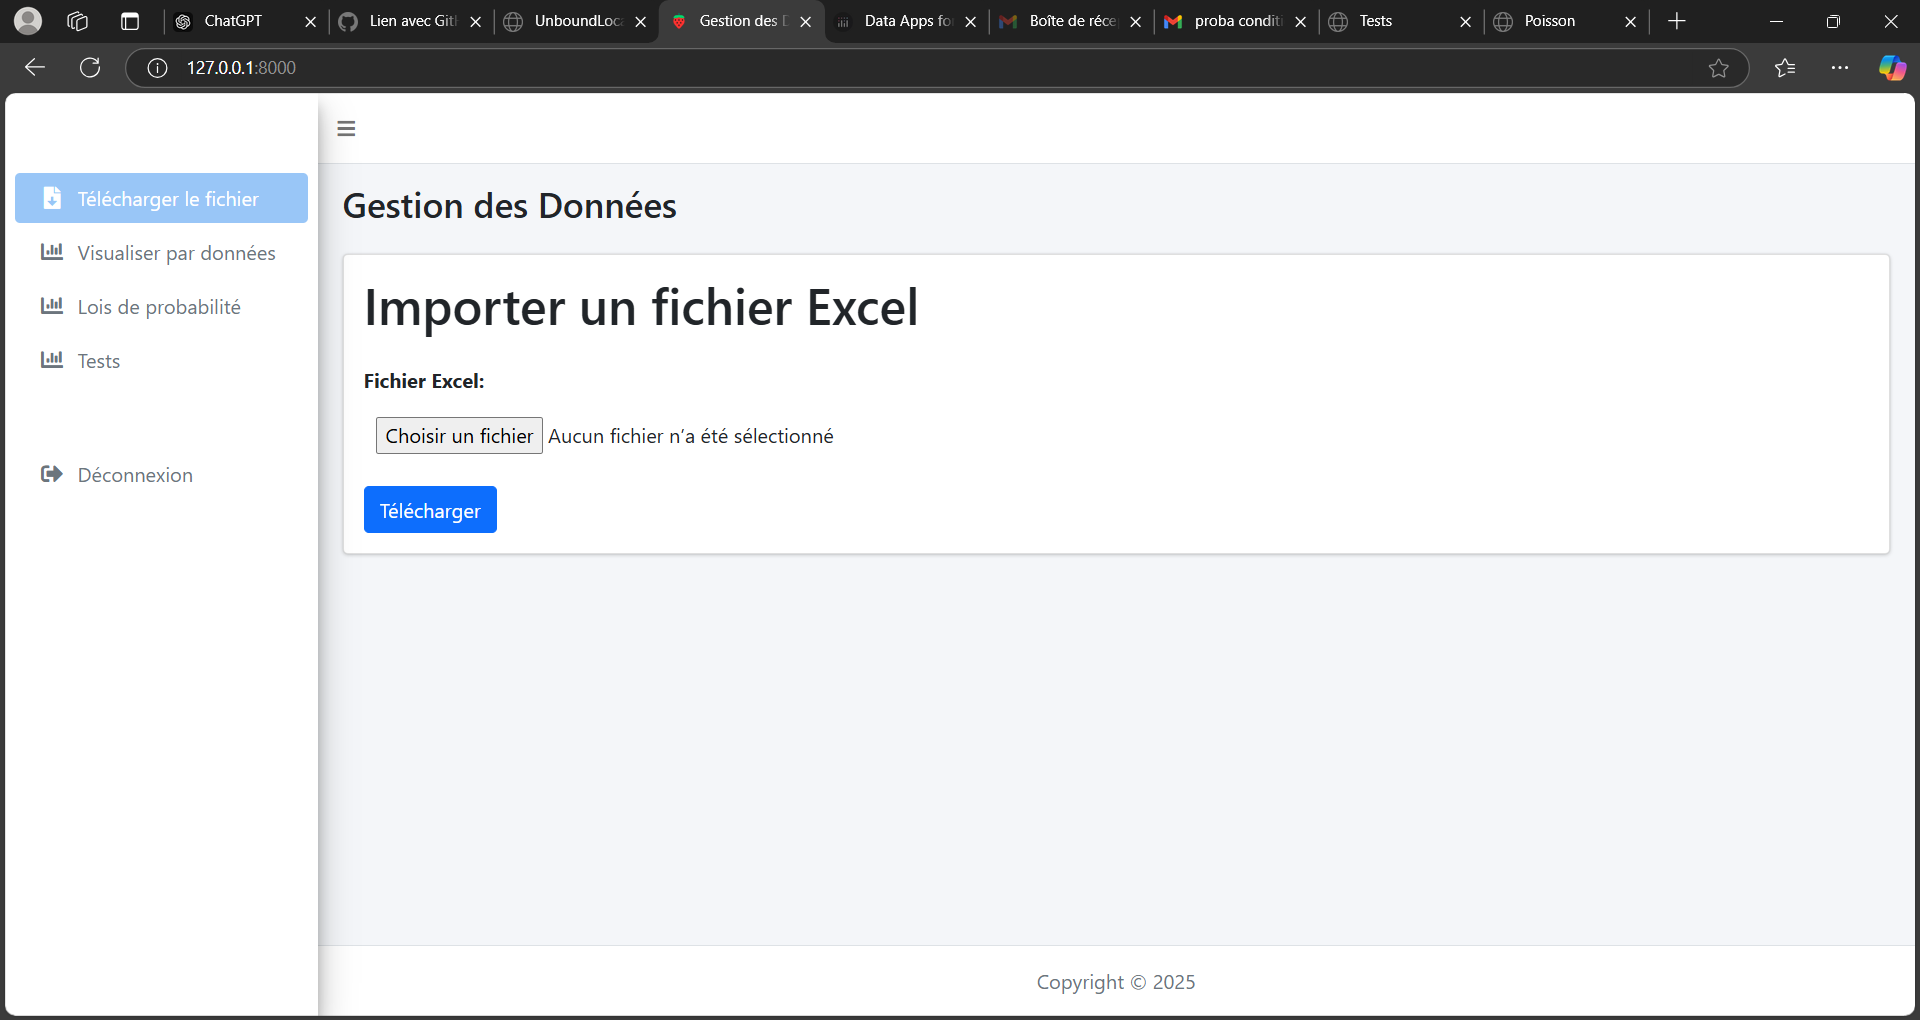 ChatGPT
Lien avec Git
UnboundLoc
Gestion des
Data Apps fo
Boîte de réce
proba condit
Tests
Poisson
127.0.0.1:8000
Télécharger le fichier
Visualiser par données
Lois de probabilité
Tests
Déconnexion
Gestion des Données
Importer un fichier Excel
Fichier Excel:
Choisir un fichier Aucun fichier n’a été sélectionné
Télécharger
Copyright © 2025